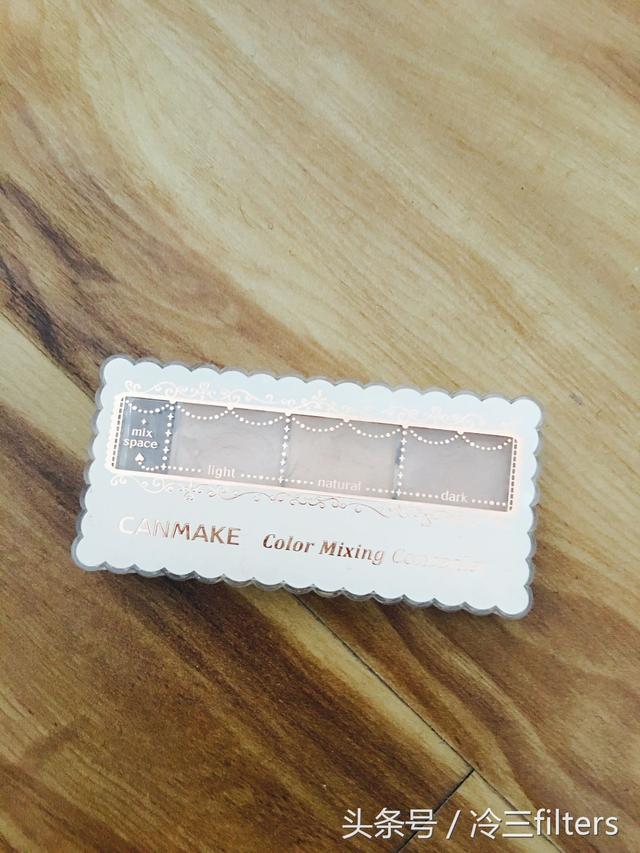 mix
space
light
natural
dark
CANMAKE Color Mixing Concealer
头条号 / 冷三filters